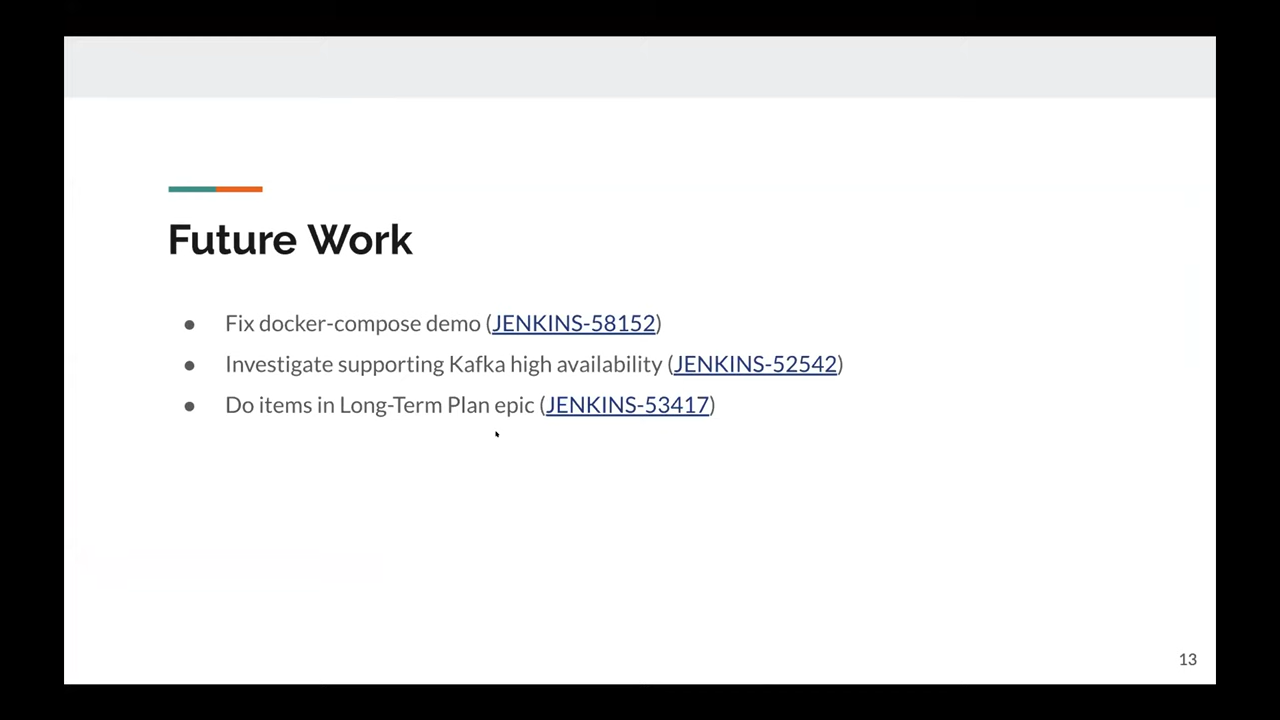 Future Work
● Fix docker-compose demo (JENKINS-58152)
● Investigate supporting Kafka high availability (JENKINS-52542)
● Do items in Long-Term Plan epic (JENKINS-53417)
13